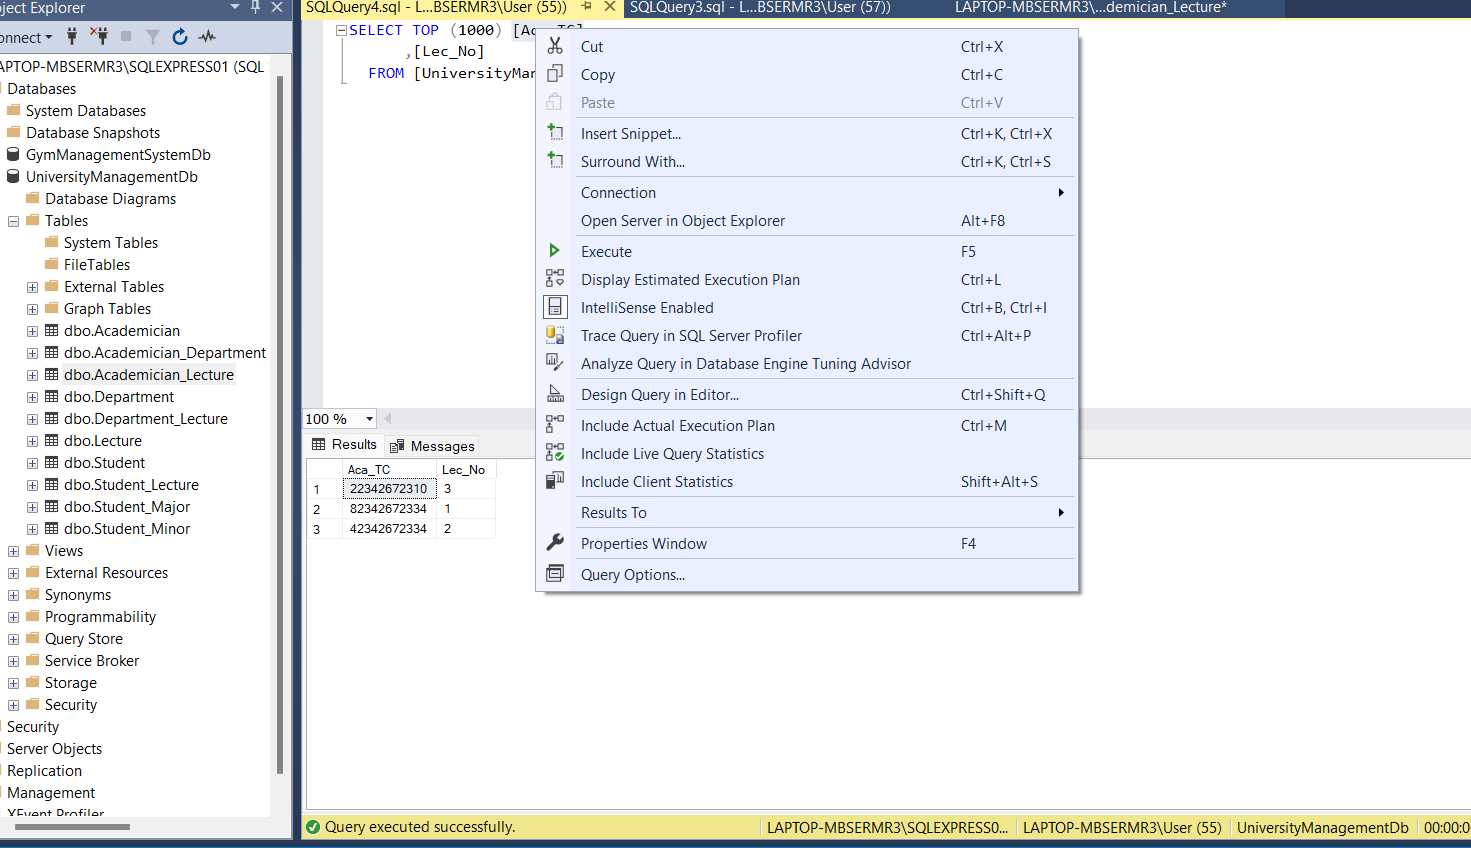 ject Explorer
onnect
APTOP-MBSERMR3\SQLEXPRESS01 (SQL
Databases
System Databases
Database Snapshots
GymManagementSystemDb
UniversityManagementDb
Database Diagrams
Tables
System Tables
FileTables
External Tables
Graph Tables
dbo.Academician
dbo.Academician_Department
dbo.Academician_Lecture
dbo.Department
dbo.Department_Lecture
dbo.Lecture
dbo.Student
dbo.Student_Lecture
dbo.Student_Major
dbo.Student_Minor
Views
External Resources
Synonyms
Programmability
Query Store
Service Broker
Storage
Security
Security
Server Objects
Replication
Management
XEvent Profiler
SQLQuery4.sql - L...BSERMR3\User (55)) SQLQuery3.sql - L...BSERMR3\User (57)) LAPTOP-MBSERMR3\...demician_Lecture*
SELECT TOP (1000) [Aca_TC]
,[Lec_No]
FROM [UniversityMan
Cut Ctrl+X
Copy Ctrl+C
Paste Ctrl+V
Insert Snippet... Ctrl+K, Ctrl+X
Surround With... Ctrl+K, Ctrl+S
Connection
Open Server in Object Explorer Alt+F8
Execute F5
Display Estimated Execution Plan Ctrl+L
IntelliSense Enabled Ctrl+B, Ctrl+I
Trace Query in SQL Server Profiler Ctrl+Alt+P
Analyze Query in Database Engine Tuning Advisor
Design Query in Editor... Ctrl+Shift+Q
Include Actual Execution Plan Ctrl+M
Include Live Query Statistics
Include Client Statistics Shift+Alt+S
Results To
Properties Window F4
Query Options...
100 %
Results Messages
Aca_TC Lec_No
1 22342672310 3
2 82342672334 1
3 42342672334 2
Query executed successfully. LAPTOP-MBSERMR3\SQLEXPRESS0... LAPTOP-MBSERMR3\User (55) UniversityManagementDb 00:00:0